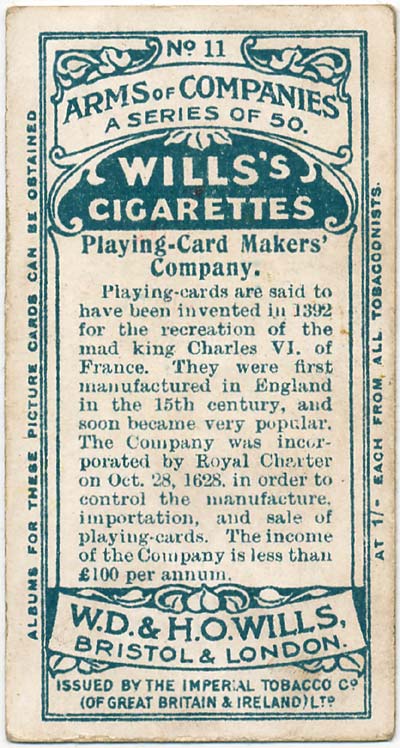 No 11
ARMS OF COMPANIES
A SERIES OF 50.
WILLS'S
CIGARETTES
Playing-Card Makers'
Company.
Playing-cards are said to
have been invented in 1392
for the recreation of the
mad king Charles VI. of
France. They were first
manufactured in England
in the 15th century, and
soon became very popular.
The Company was incor-
porated by Royal Charter
on Oct. 28, 1628, in order to
control the manufacture,
importation, and sale of
playing-cards. The income
of the Company is less than
£100 per annum.
W.D. & H.O. WILLS,
BRISTOL & LONDON.
ISSUED BY THE IMPERIAL TOBACCO CO
(OF GREAT BRITAIN & IRELAND) LTD
ALBUMS FOR THESE PICTURE CARDS CAN BE OBTAINED
AT 1/- EACH FROM ALL TOBACCONISTS.